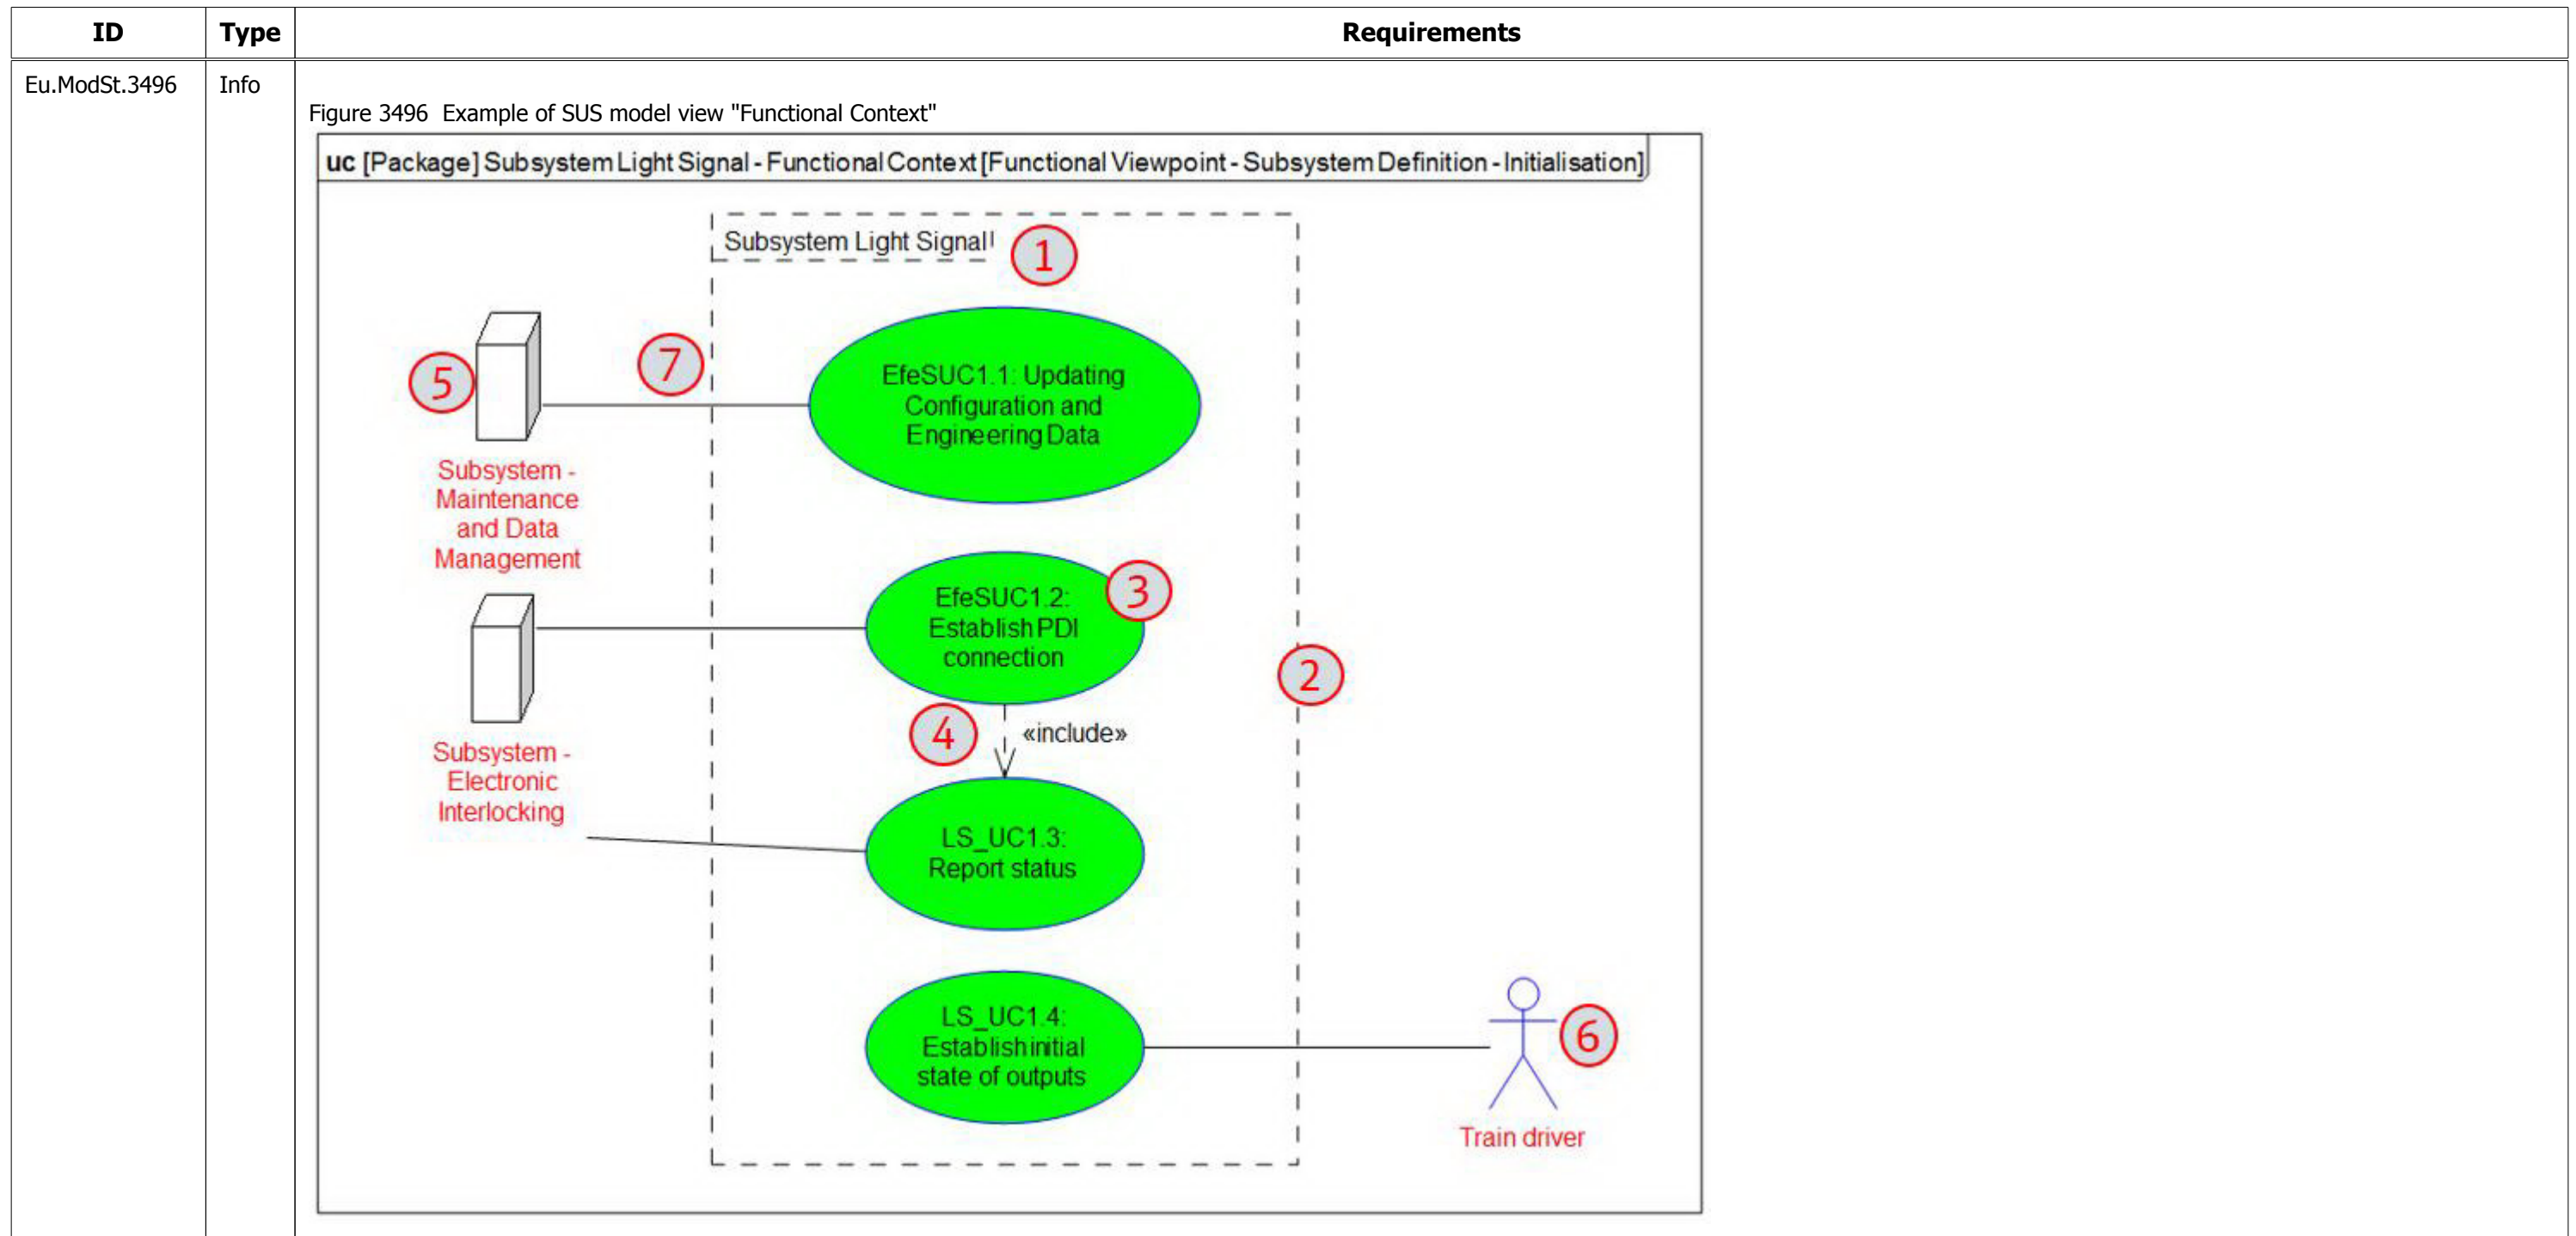 ID Type Requirements
Eu.ModSt.3496 Info
Figure 3496 Example of SUS model view "Functional Context"
uc [Package] Subsystem Light Signal - Functional Context [Functional Viewpoint - Subsystem Definition - Initialisation]
Subsystem Light Signal
1
EfeSUC1.1: Updating
Configuration and
Engineering Data
7
5
Subsystem -
Maintenance
and Data
Management
EfeSUC1.2:
Establish PDI
connection
3
2
4
«include»
Subsystem -
Electronic
Interlocking
LS_UC1.3:
Report status
LS_UC1.4:
Establish initial
state of outputs
6
Train driver